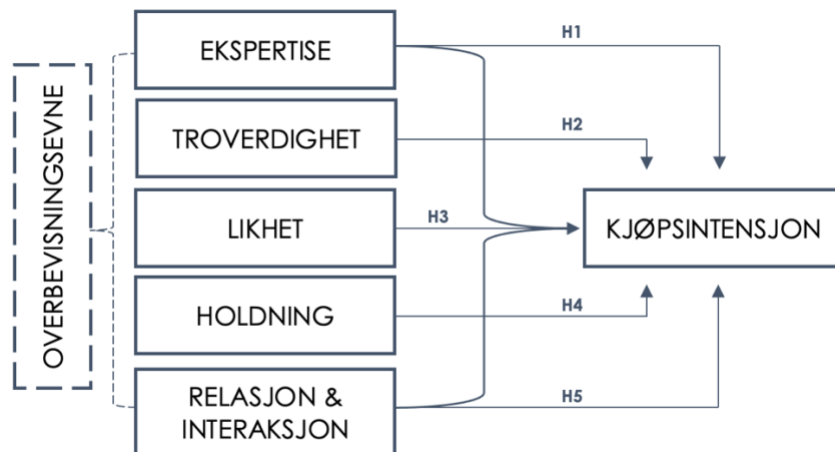 OVERBEVISNINGSEVNE
EKSPERTISE
H1
TROVERDIGHET
H2
LIKHET
H3
KJØPSINTENSJON
HOLDNING
H4
RELASJON &
INTERAKSJON
H5